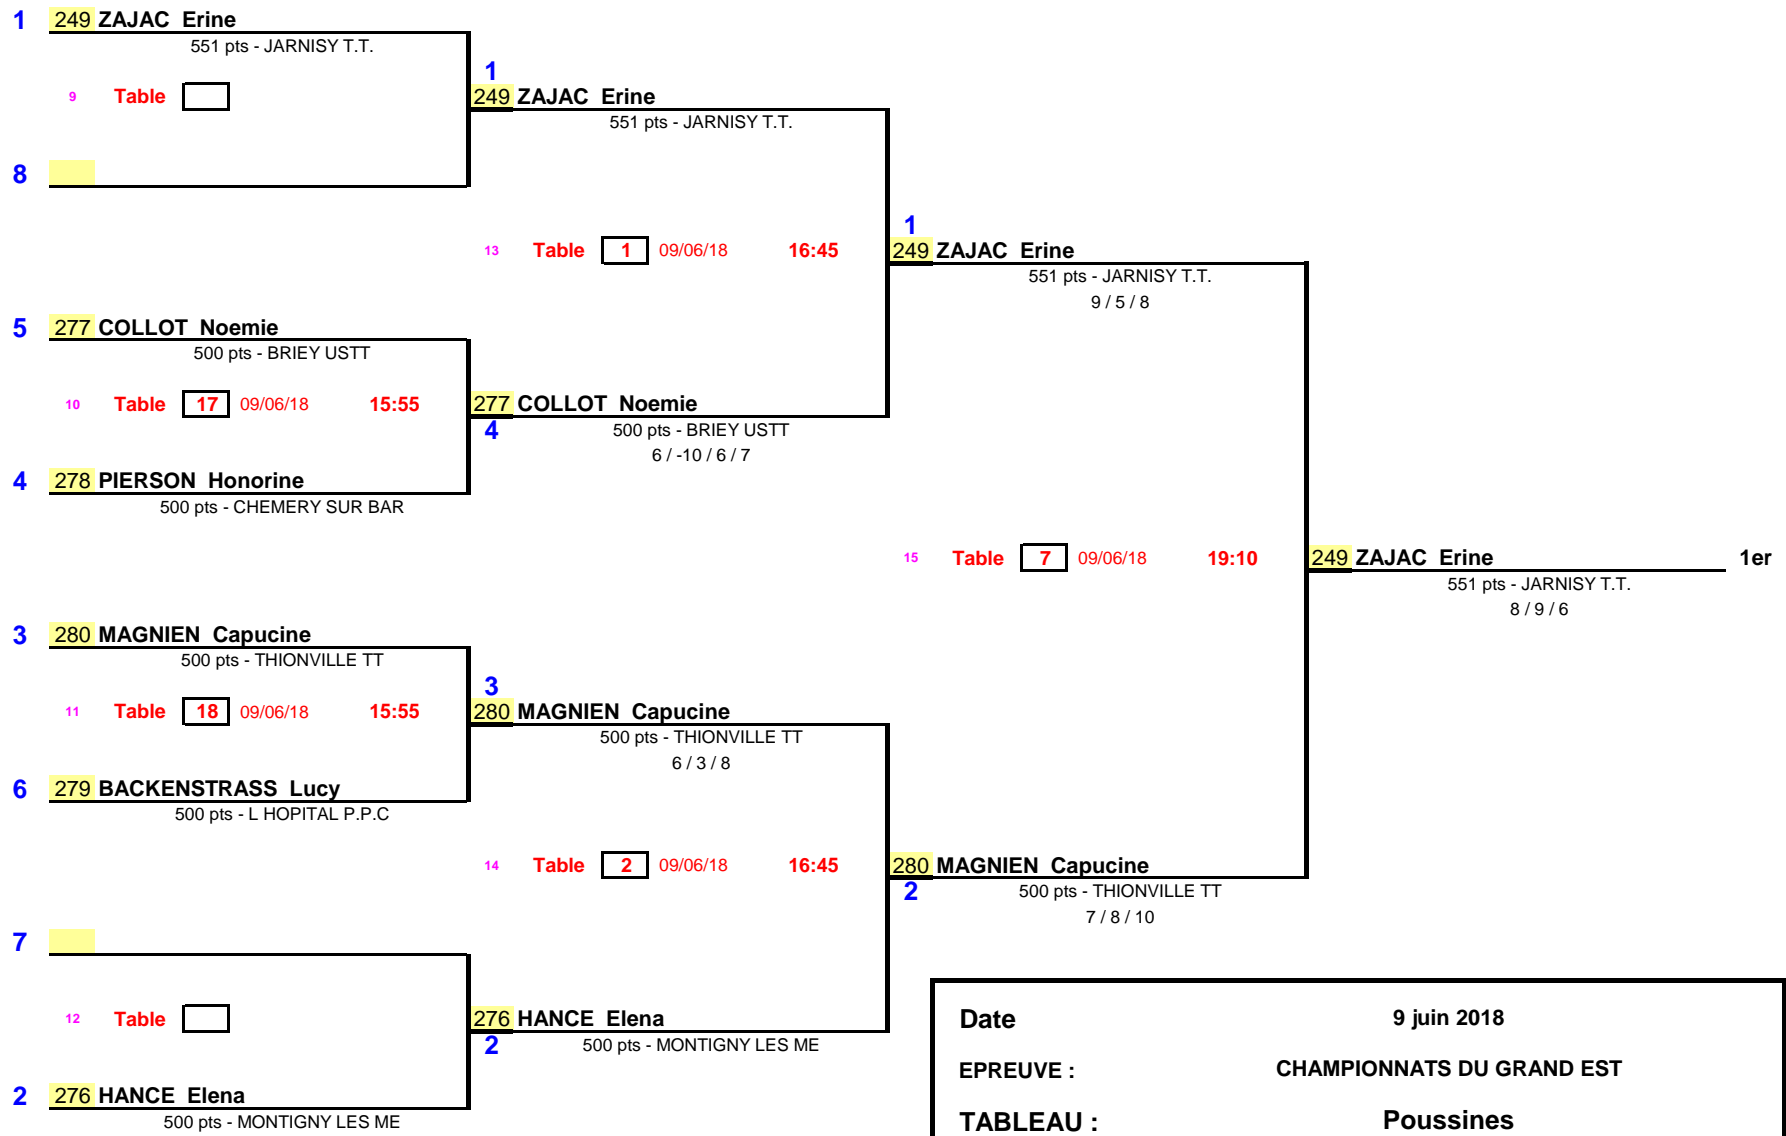 1 249 ZAJAC Erine
551 pts - JARNISY T.T.
9 Table
8
1
249 ZAJAC Erine
551 pts - JARNISY T.T.
13 Table 1 09/06/18 16:45
5 277 COLLOT Noemie
500 pts - BRIEY USTT
10 Table 17 09/06/18 15:55
4 278 PIERSON Honorine
500 pts - CHEMERY SUR BAR
277 COLLOT Noemie
4 500 pts - BRIEY USTT
6 / -10 / 6 / 7
1
249 ZAJAC Erine
551 pts - JARNISY T.T.
9 / 5 / 8
15 Table 7 09/06/18 19:10
249 ZAJAC Erine 1er
551 pts - JARNISY T.T.
8 / 9 / 6
3 280 MAGNIEN Capucine
500 pts - THIONVILLE TT
11 Table 18 09/06/18 15:55
6 279 BACKENSTRASS Lucy
500 pts - L HOPITAL P.P.C
3
280 MAGNIEN Capucine
500 pts - THIONVILLE TT
6 / 3 / 8
14 Table 2 09/06/18 16:45
280 MAGNIEN Capucine
2 500 pts - THIONVILLE TT
7 / 8 / 10
7
12 Table
2 276 HANCE Elena
500 pts - MONTIGNY LES ME
276 HANCE Elena
2 500 pts - MONTIGNY LES ME
Date 9 juin 2018
EPREUVE : CHAMPIONNATS DU GRAND EST
TABLEAU : Poussines